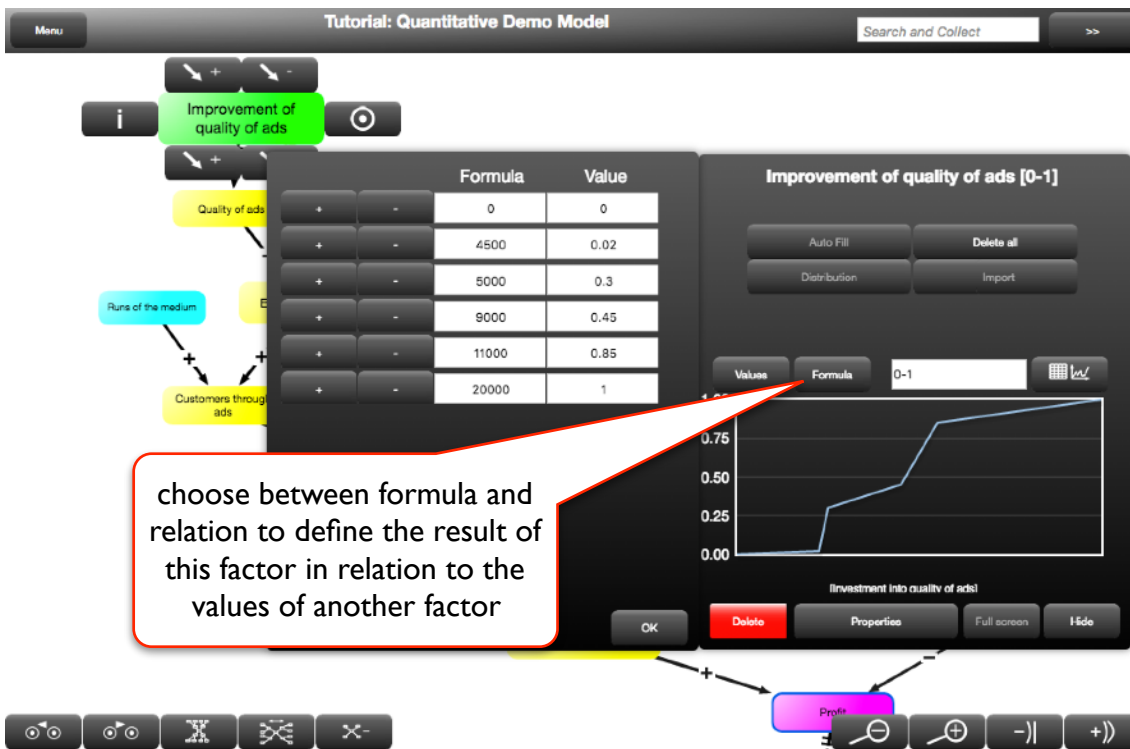 Menu
Tutorial: Quantitative Demo Model
Search and Collect
>>
+
-
i
Improvement of
quality of ads
+
Quality of ads
Runs of the medium
E
+
+
Customers throug
ads
Formula Value
+ - 0 0
+ - 4500 0.02
+ - 5000 0.3
+ - 9000 0.45
+ - 11000 0.85
+ - 20000 1
OK
Improvement of quality of ads [0-1]
Auto Fill Delete all
Distribution Import
Values Formula 0-1
1.00
0.75
0.50
0.25
0.00
[Investment into quality of ads]
Delete Properties Full screen Hide
choose between formula and
relation to define the result of
this factor in relation to the
values of another factor
+
-
Profit
X-
-)|
+))